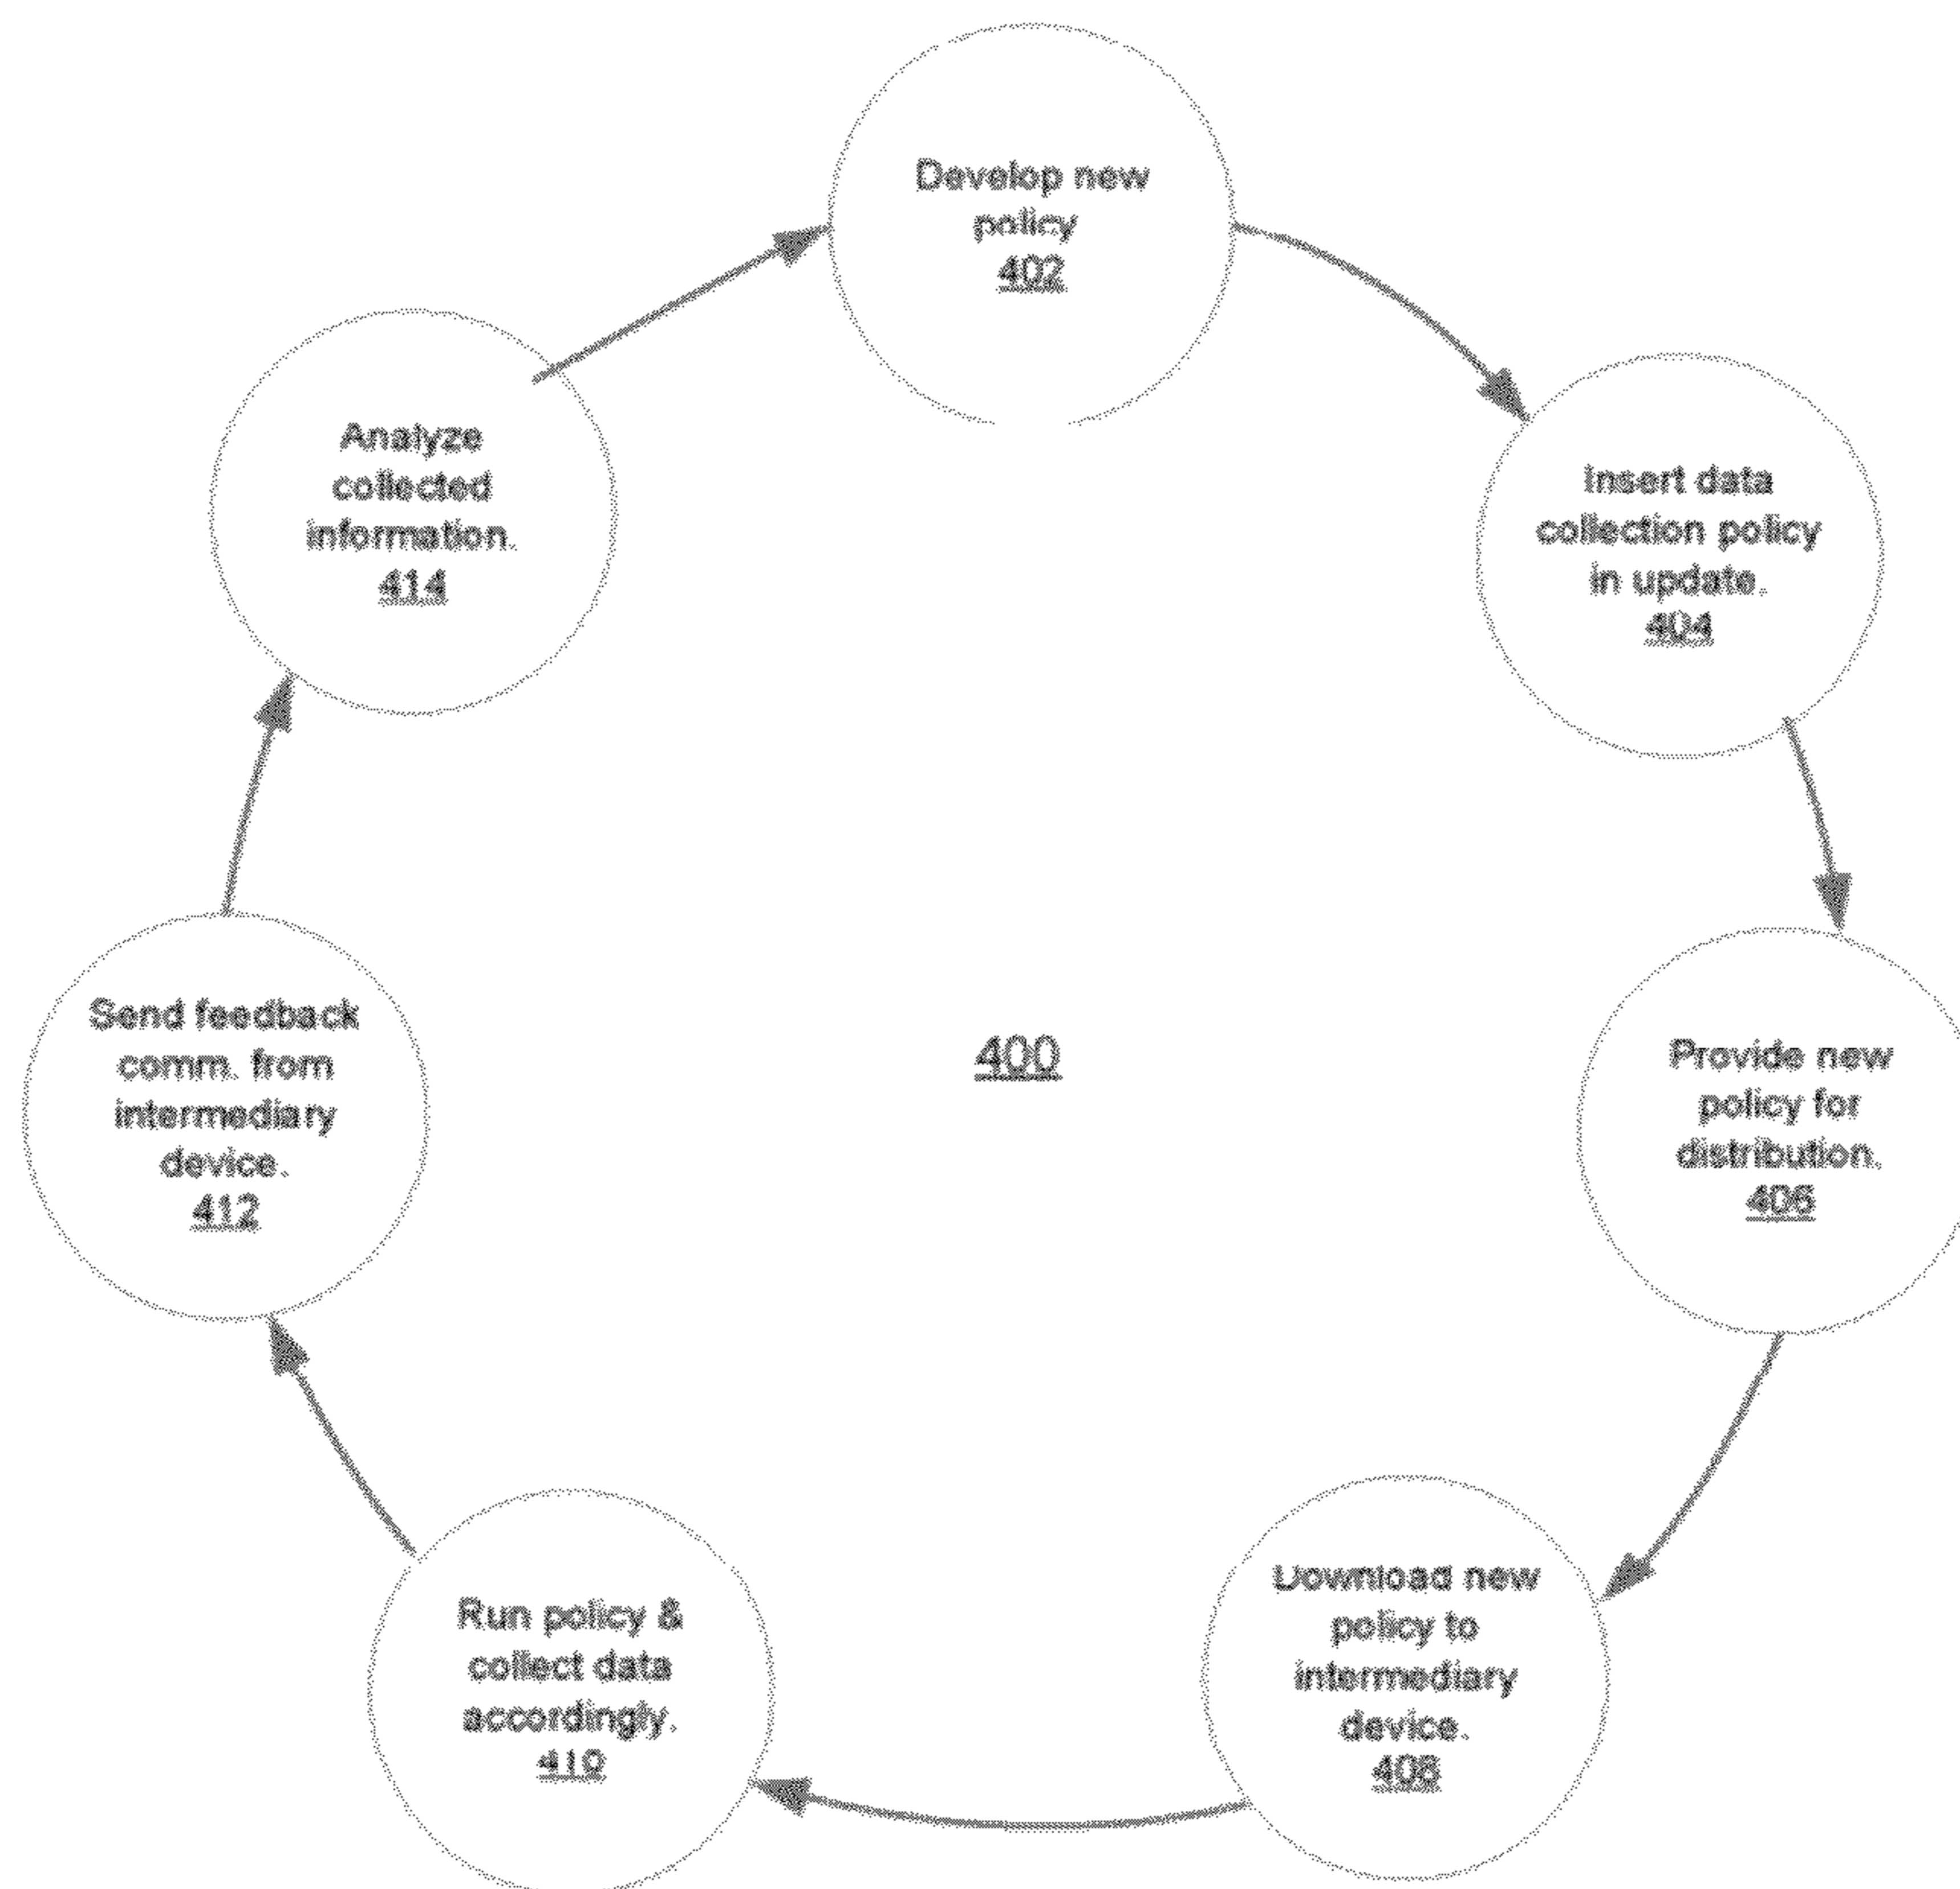 Develop new
policy
402
Insert data
collection policy
in update.
404
Provide new
policy for
distribution.
406
Download new
policy to
intermediary
device.
408
Run policy &
collect data
accordingly.
410
Send feedback
comm. from
intermediary
device.
412
Analyze
collected
information.
414
400